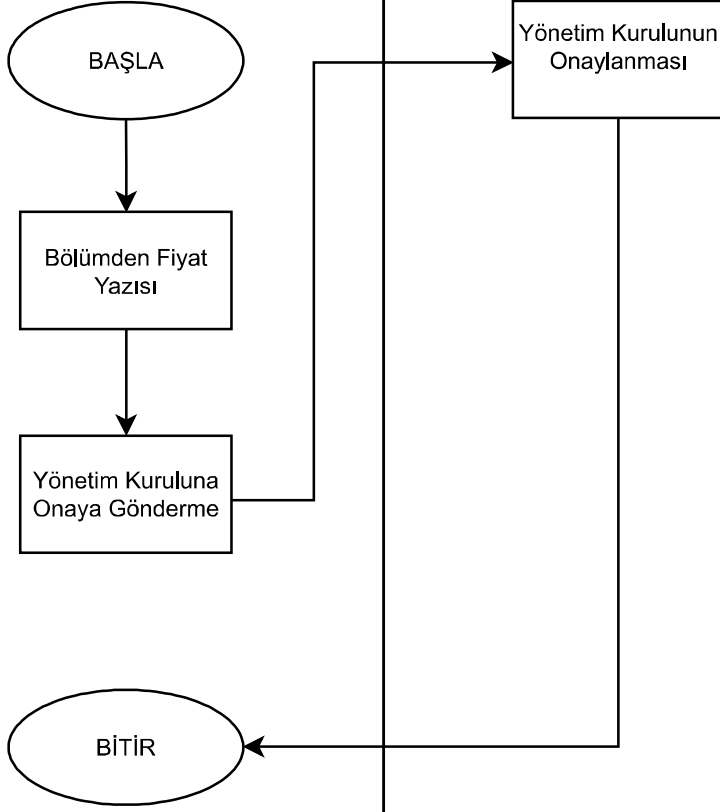 BAŞLA
Bölümden Fiyat
Yazısı
Yönetim Kuruluna
Onaya Gönderme
Yönetim Kurulunun
Onaylanması
BİTİR